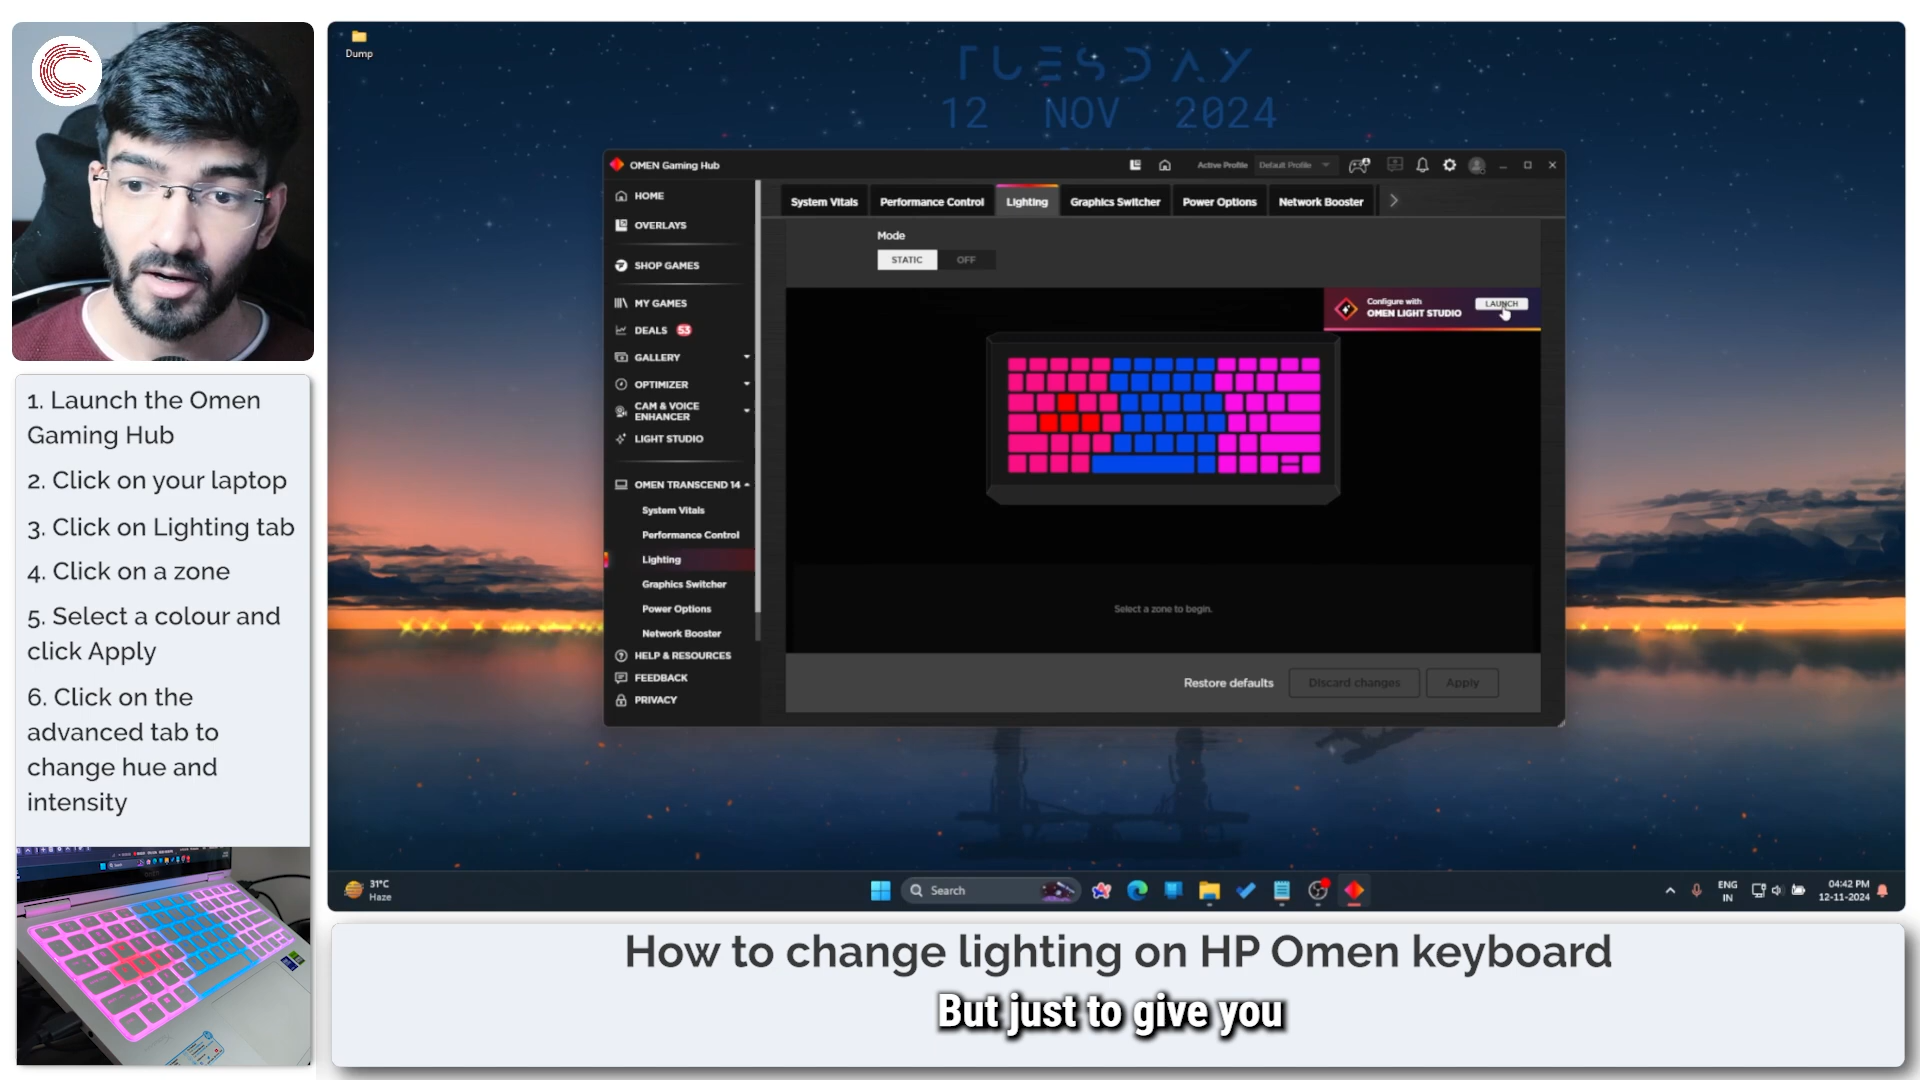 1. Launch the Omen
Gaming Hub
2. Click on your laptop
3. Click on Lighting tab
4. Click on a zone
5. Select a colour and
click Apply
6. Click on the
advanced tab to
change hue and
intensity
Dump
TUESDAY
12 NOV 2024
OMEN Gaming Hub
Active Profile
Default Profile
HOME
OVERLAYS
SHOP GAMES
MY GAMES
DEALS 53
GALLERY
OPTIMIZER
CAM & VOICE
ENHANCER
LIGHT STUDIO
OMEN TRANSCEND 14
System Vitals
Performance Control
Lighting
Graphics Switcher
Power Options
Network Booster
HELP & RESOURCES
FEEDBACK
PRIVACY
System Vitals Performance Control Lighting Graphics Switcher Power Options Network Booster
Mode
STATIC OFF
Configure with
OMEN LIGHT STUDIO
LAUNCH
Select a zone to begin.
Restore defaults Discard changes Apply
31°C
Haze
Search
ENG
IN
04:42 PM
12-11-2024
How to change lighting on HP Omen keyboard
But just to give you